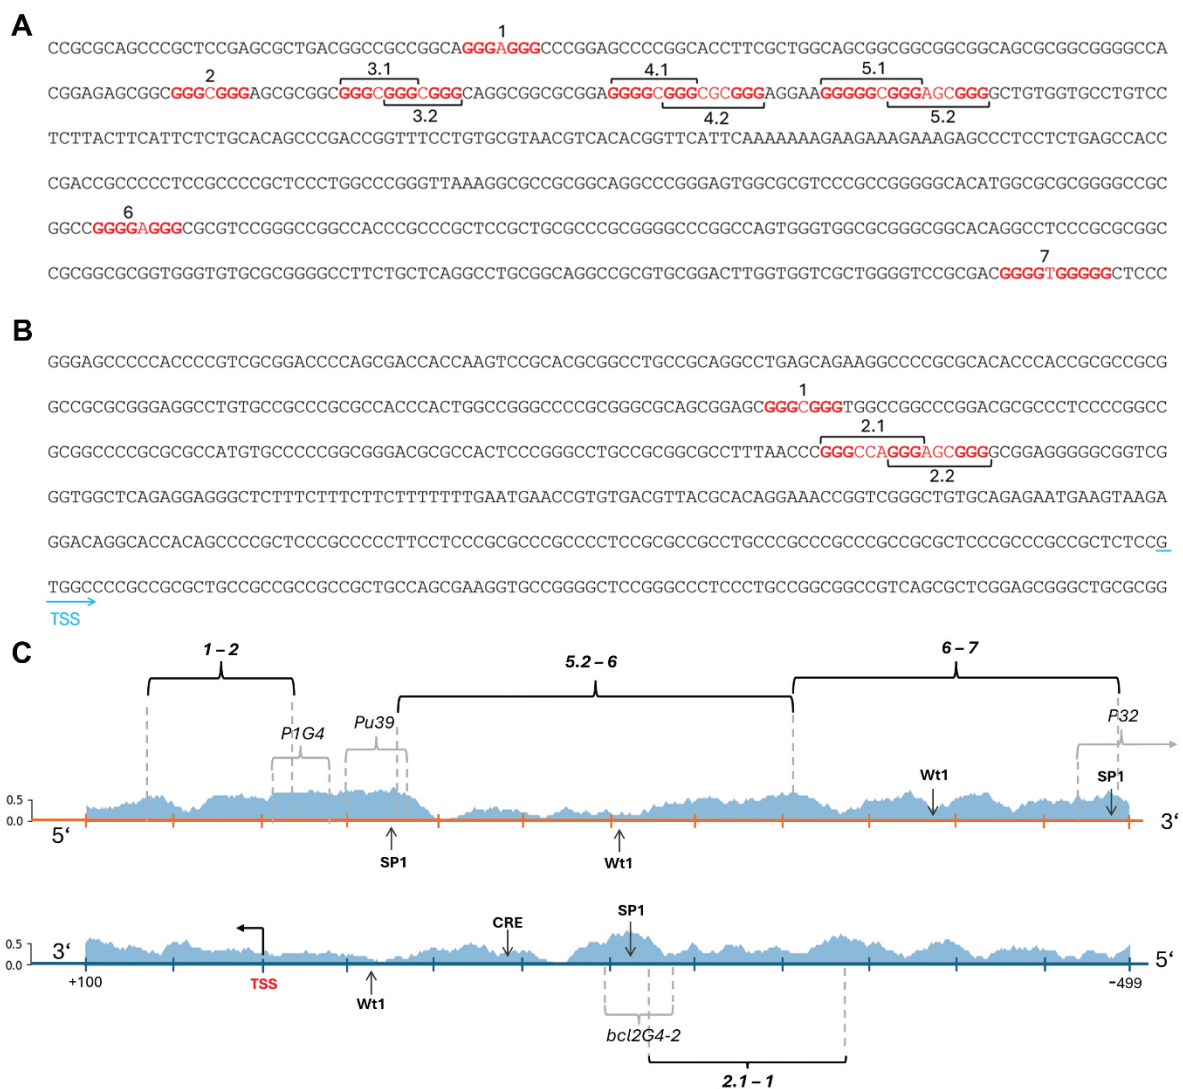 A
1
CCGCGCAGCCCGCTCCGAGCGCTGACGGCCGCCGGCAGGGAGGGCCCGGAGCCCCGGCACCTTCGCTGGCAGCGGCGGCGGCGGCAGCGCGGCGGGGCCA
2 3.1 4.1 5.1
CGGAGAGCGGCGGGCGGGAGCGCGGCGGGCGGGCGGGCAGGCGGCGCGGAGGGGCGGGCGCGGGAGGAAGGGGGCGGGAGCGGGGCTGTGGTGCCTGTCC
3.2 4.2 5.2
TCTTACTTCATTCTCTGCACAGCCCGACCGGTTTCCTGTGCGTAACGTCACACGGTTCATTCAAAAAAAGAAGAAAGAAAGAGCCCTCCTCTGAGCCACC
CGACCGCCCCCTCCGCCCCGCTCCCTGGCCCGGGTTAAAGGCGCCGCGGCAGGCCCGGGAGTGGCGCGTCCCGCCGGGGGCACATGGCGCGCGGGGCCGC
6
GGCCGGGGAGGGCGCGTCCGGGCCGGCCACCCGCCCGCTCCGCTGCGCCCGCGGGGCCCGGCCAGTGGGTGGCGCGGGCGGCACAGGCCTCCCGCGCGGC
7
CGCGGCGCGGTGGGTGTGCGCGGGGCCTTCTGCTCAGGCCTGCGGCAGGCCGCGTGCGGACTTGGTGGTCGCTGGGGTCCGCGACGGGGTGGGGGCTCCC
B
GGGAGCCCCCACCCCGTCGCGGACCCCAGCGACCACCAAGTCCGCACGCGGCCTGCCGCAGGCCTGAGCAGAAGGCCCCGCGCACACCCACCGCGCCGCG
1
GCCGCGCGGGAGGCCTGTGCCGCCCGCGCCACCCACTGGCCGGGCCCCGCGGGCGCAGCGGAGCGGGCGGGTGGCCGGCCCGGACGCGCCCTCCCCGGCC
2.1
GCGGCCCCGCGCGCCATGTGCCCCCGGCGGGACGCGCCACTCCCGGGCCTGCCGCGGCGCCTTTAACCCGGGCCAGGGAGCGGGGCGGAGGGGGCGGTCG
2.2
GGTGGCTCAGAGGAGGGCTCTTTCTTTCTTCTTTTTTTGAATGAACCGTGTGACGTTACGCACAGGAAACCGGTCGGGCTGTGCAGAGAATGAAGTAAGA
GGACAGGCACCACAGCCCCGCTCCCGCCCCCTTCCTCCCGCGCCCGCCCCTCCGCGCCGCCTGCCCGCCCGCCCGCCGCGCTCCCGCCCGCCGCTCTCCG
TGGCCCCGCCGCGCTGCCGCCGCCGCCGCTGCCAGCGAAGGTGCCGGGGCTCCGGGCCCTCCCTGCCGGCGGCCGTCAGCGCTCGGAGCGGGCTGCGCGG
TSS
C
1 – 2 5.2 – 6 6 – 7
P1G4 Pu39 P32
Wt1 SP1
0.5
0.0
5‘ 3‘
SP1 Wt1
CRE SP1
0.5 3‘ 5‘
0.0
+100 TSS Wt1 -499
bcl2G4-2
2.1 – 1